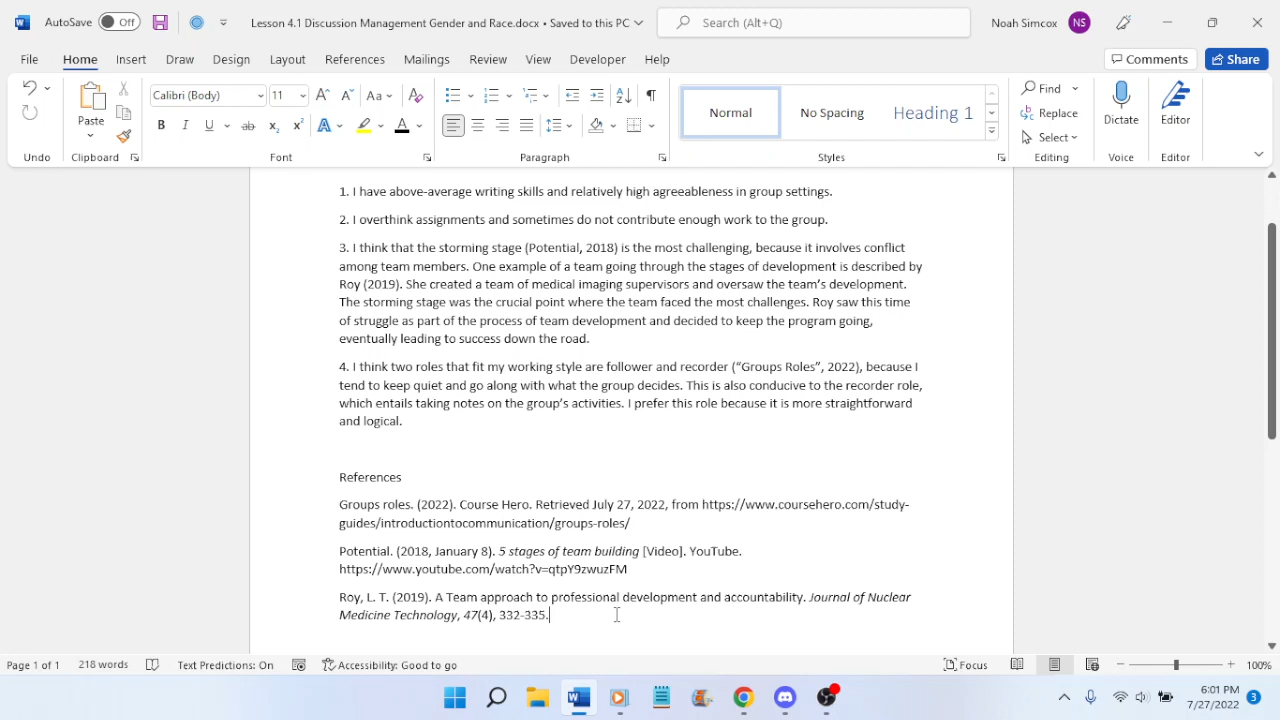 AutoSave Off Lesson 4.1 Discussion Management Gender and Race.docx • Saved to this PC Search (Alt+Q) Noah Simcox NS
File Home Insert Draw Design Layout References Mailings Review View Developer Help Comments Share
Calibri (Body) 11 Normal No Spacing Heading 1 Find Replace Select
Paste Dictate Editor
Undo Clipboard Font Paragraph Styles Editing Voice Editor
1. I have above-average writing skills and relatively high agreeableness in group settings.
2. I overthink assignments and sometimes do not contribute enough work to the group.
3. I think that the storming stage (Potential, 2018) is the most challenging, because it involves conflict
among team members. One example of a team going through the stages of development is described by
Roy (2019). She created a team of medical imaging supervisors and oversaw the team’s development.
The storming stage was the crucial point where the team faced the most challenges. Roy saw this time
of struggle as part of the process of team development and decided to keep the program going,
eventually leading to success down the road.
4. I think two roles that fit my working style are follower and recorder (“Groups Roles”, 2022), because I
tend to keep quiet and go along with what the group decides. This is also conducive to the recorder role,
which entails taking notes on the group’s activities. I prefer this role because it is more straightforward
and logical.
References
Groups roles. (2022). Course Hero. Retrieved July 27, 2022, from https://www.coursehero.com/study-
guides/introductiontocommunication/groups-roles/
Potential. (2018, January 8). 5 stages of team building [Video]. YouTube.
https://www.youtube.com/watch?v=qtpY9zwuzFM
Roy, L. T. (2019). A Team approach to professional development and accountability. Journal of Nuclear
Medicine Technology, 47(4), 332-335.
Page 1 of 1 218 words Text Predictions: On Accessibility: Good to go Focus 100%
6:01 PM
7/27/2022 3